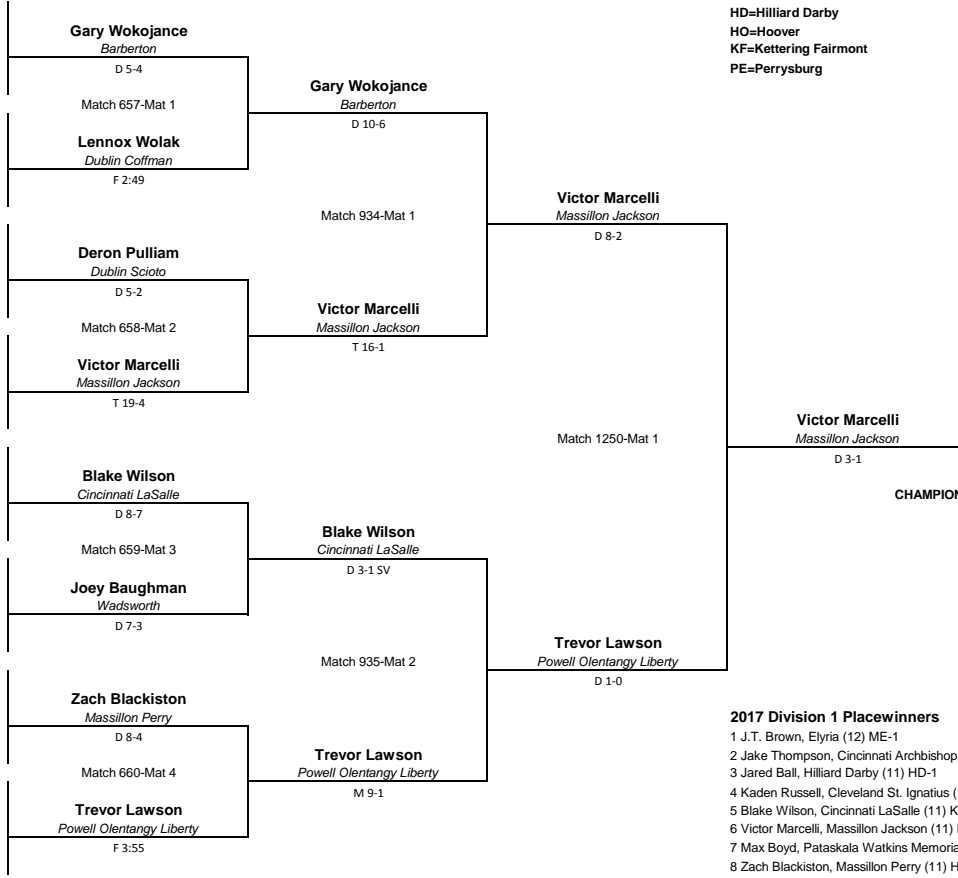 HD=Hilliard Darby
HO=Hoover
KF=Kettering Fairmont
PE=Perrysburg
Gary Wokojance
Barberton
D 5-4
Match 657-Mat 1
Lennox Wolak
Dublin Coffman
F 2:49
Deron Pulliam
Dublin Scioto
D 5-2
Match 658-Mat 2
Victor Marcelli
Massillon Jackson
T 19-4
Blake Wilson
Cincinnati LaSalle
D 8-7
Match 659-Mat 3
Joey Baughman
Wadsworth
D 7-3
Zach Blackiston
Massillon Perry
D 8-4
Match 660-Mat 4
Trevor Lawson
Powell Olentangy Liberty
F 3:55
Gary Wokojance
Barberton
D 10-6
Match 934-Mat 1
Victor Marcelli
Massillon Jackson
T 16-1
Blake Wilson
Cincinnati LaSalle
D 3-1 SV
Match 935-Mat 2
Trevor Lawson
Powell Olentangy Liberty
M 9-1
Victor Marcelli
Massillon Jackson
D 8-2
Match 1250-Mat 1
Trevor Lawson
Powell Olentangy Liberty
D 1-0
Victor Marcelli
Massillon Jackson
D 3-1
CHAMPION
2017 Division 1 Placewinners
1 J.T. Brown, Elyria (12) ME-1
2 Jake Thompson, Cincinnati Archbishop
3 Jared Ball, Hilliard Darby (11) HD-1
4 Kaden Russell, Cleveland St. Ignatius (
5 Blake Wilson, Cincinnati LaSalle (11) K
6 Victor Marcelli, Massillon Jackson (11)
7 Max Boyd, Pataskala Watkins Memoria
8 Zach Blackiston, Massillon Perry (11) H